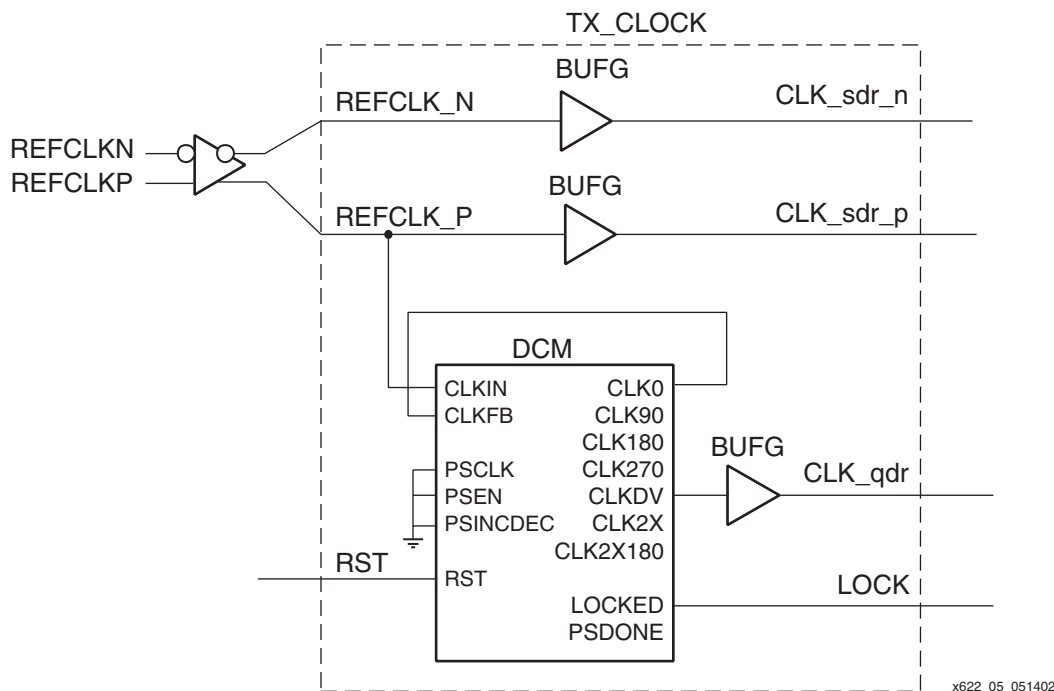 TX_CLOCK
BUFG
REFCLK_N
CLK_sdr_n
REFCLKN
REFCLKP
BUFG
REFCLK_P
CLK_sdr_p
DCM
CLKIN
CLK0
CLKFB
CLK90
CLK180
BUFG
PSCLK
CLK270
CLK_qdr
PSEN
CLKDV
PSINCDEC
CLK2X
CLK2X180
RST
RST
LOCK
LOCKED
PSDONE
x622_05_051402